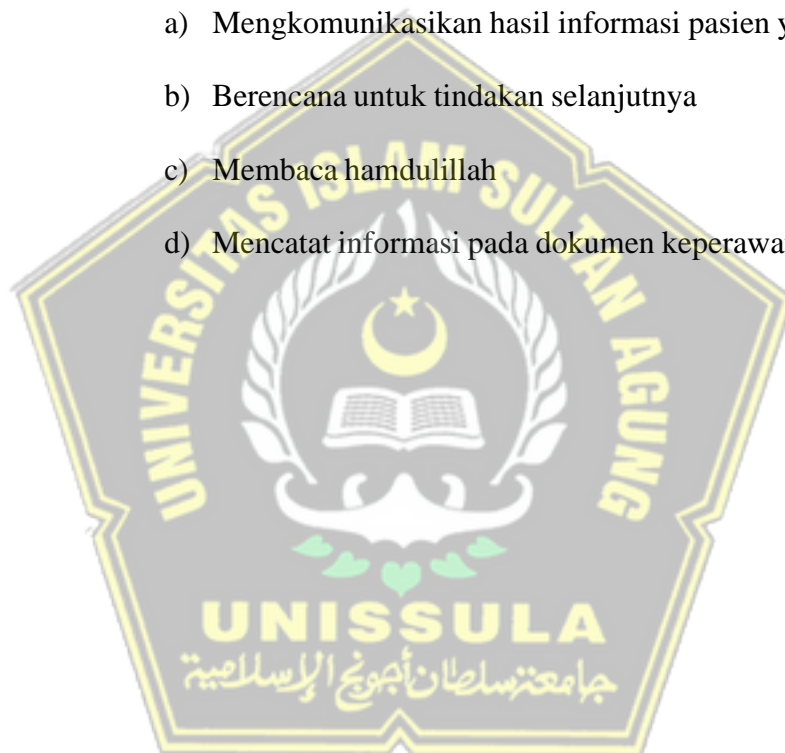 a) Mengkomunikasikan hasil informasi pasien
b) Berencana untuk tindakan selanjutnya
c) Membaca hamdulillah
d) Mencatat informasi pada dokumen
UNIVERSITAS ISLAM SULTAN AGUNG
UNISSULA
جامعة سلطان أجونج الإسلامية